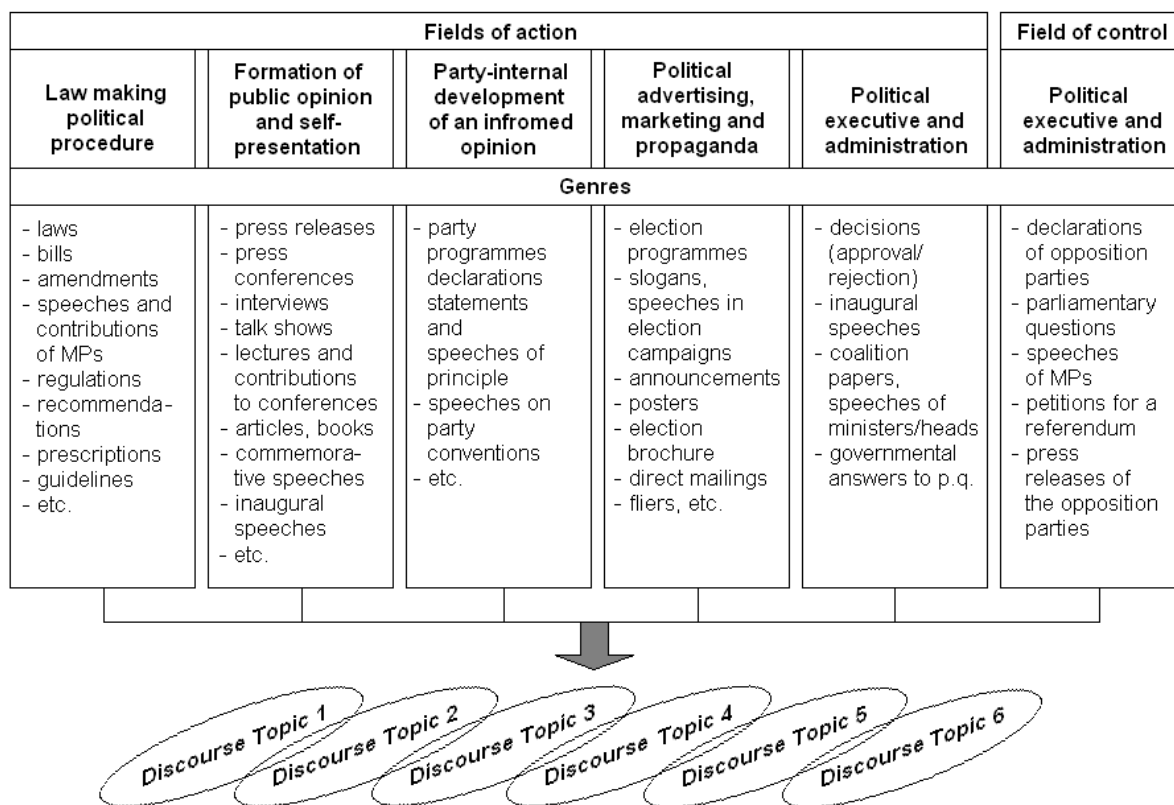 Fields of action
Field of control
Law making
political
procedure
Formation of
public opinion
and self-
presentation
Party-internal
development
of an infromed
opinion
Political
advertising,
marketing and
propaganda
Political
executive and
administration
Political
executive and
administration
Genres
- laws
- bills
- amendments
- speeches and
contributions
of MPs
- regulations
- recommenda-
tions
- prescriptions
- guidelines
- etc.
- press releases
- press
conferences
- interviews
- talk shows
- lectures and
contributions
to conferences
- articles, books
- commemora-
tive speeches
- inaugural
speeches
- etc.
- party
programmes
declarations
statements
and
speeches of
principle
- speeches on
party
conventions
- etc.
- election
programmes
- slogans,
speeches in
election
campaigns
- announcements
- posters
- election
brochure
- direct mailings
- fliers, etc.
- decisions
(approval/
rejection)
- inaugural
speeches
- coalition
papers,
speeches of
ministers/heads
- governmental
answers to p.q.
- declarations
of opposition
parties
- parliamentary
questions
- speeches
of MPs
- petitions for a
referendum
- press
releases of
the opposition
parties
Discourse Topic 1
Discourse Topic 2
Discourse Topic 3
Discourse Topic 4
Discourse Topic 5
Discourse Topic 6